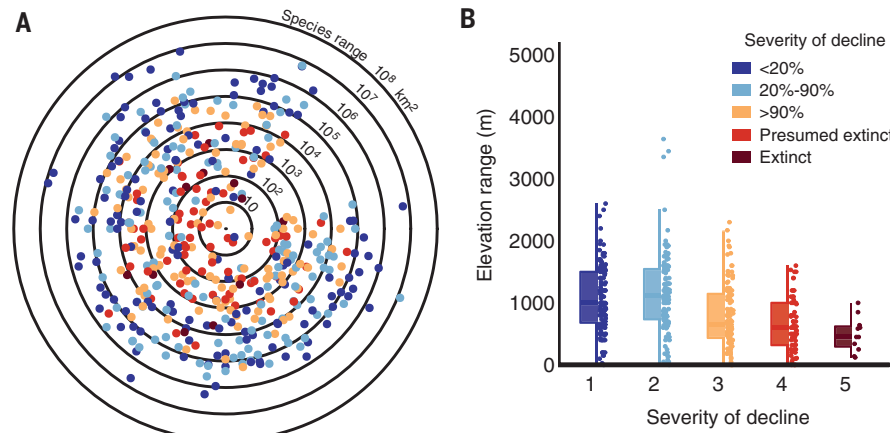 A
Species range 10⁸ km²
10⁷
10⁶
10⁵
10⁴
10³
10²
10
B
Severity of decline
<20%
20%-90%
>90%
Presumed extinct
Extinct
Elevation range (m)
5000
4000
3000
2000
1000
0
1 2 3 4 5
Severity of decline